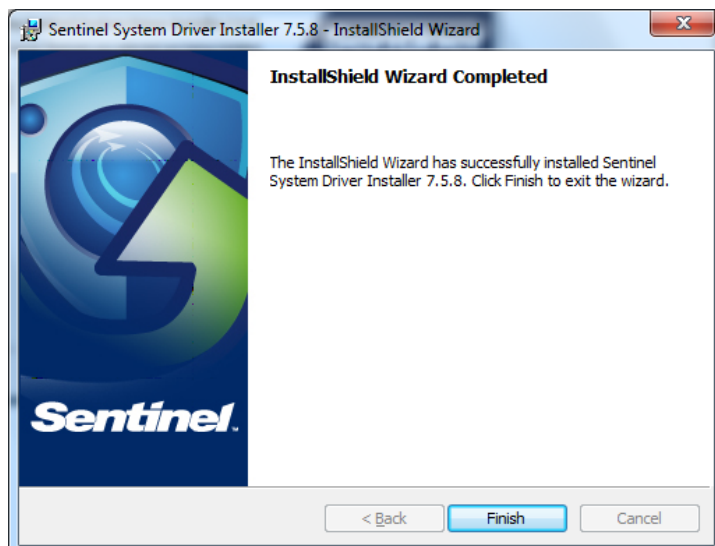 Sentinel System Driver Installer 7.5.8 - InstallShield Wizard
InstallShield Wizard Completed
The InstallShield Wizard has successfully installed Sentinel
System Driver Installer 7.5.8. Click Finish to exit the wizard.
Sentinel
< Back
Finish
Cancel